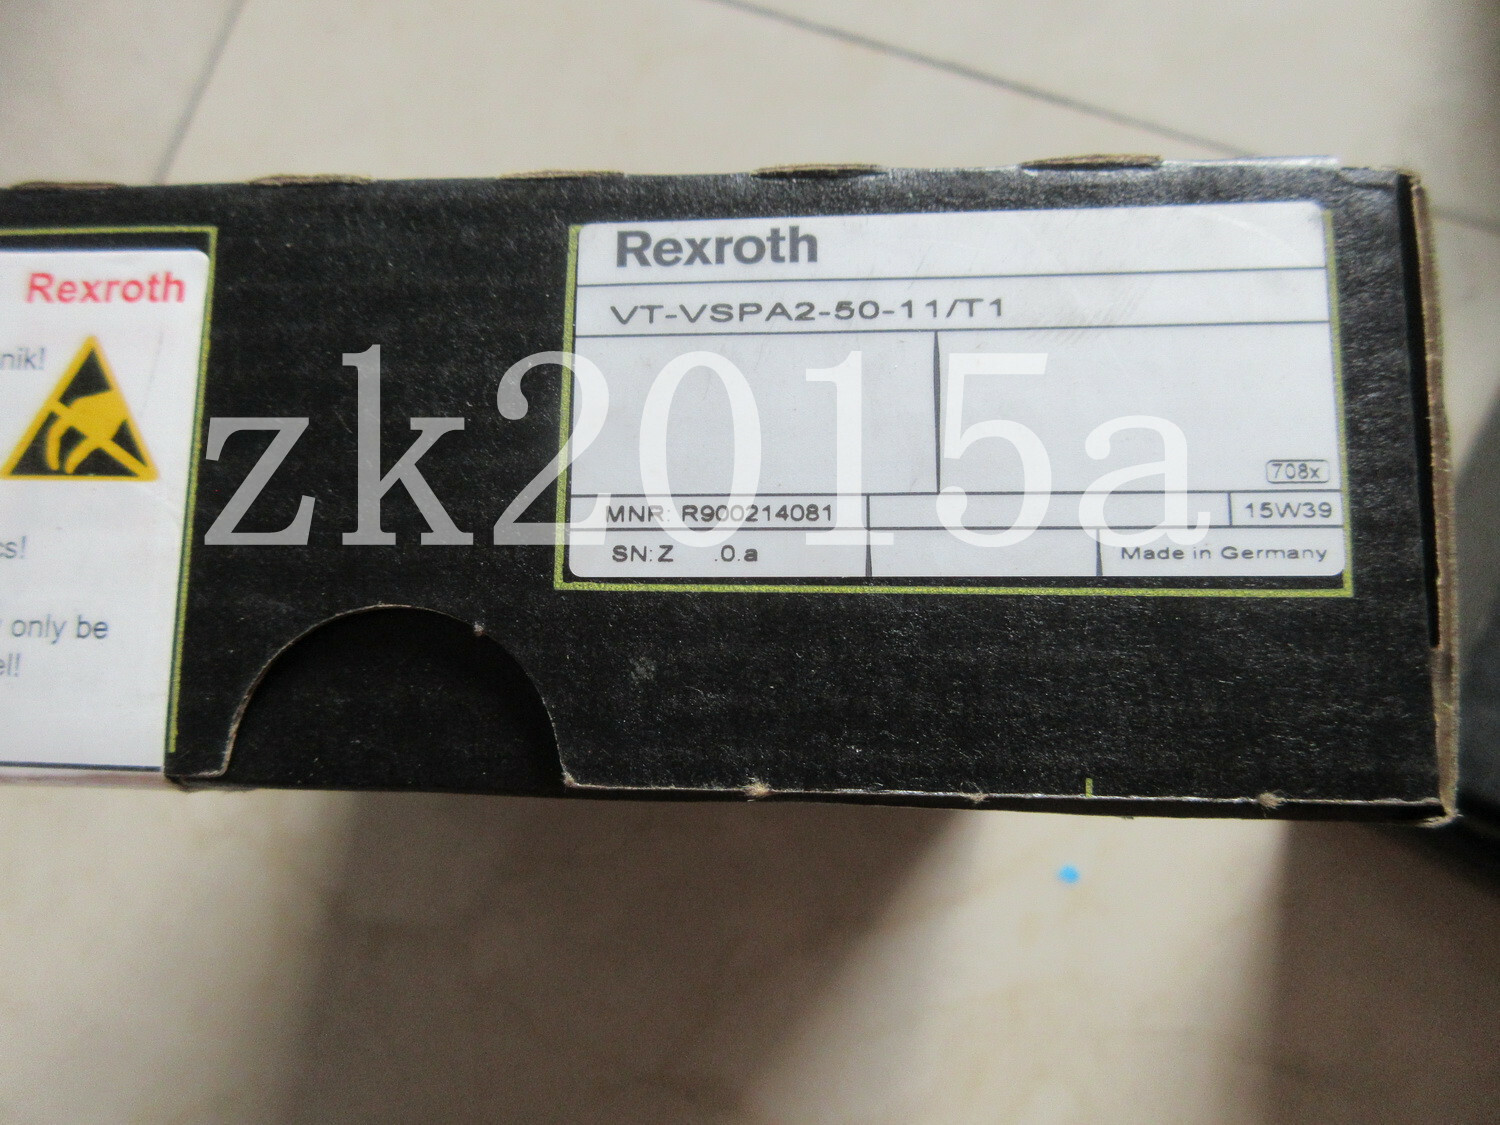 Rexroth
nik!
cs!
only be
el!
Rexroth
VT-VSPA2-50-11/T1
708x
MNR: R900214081
15W39
SN: Z .0.a
Made in Germany
zk2015a